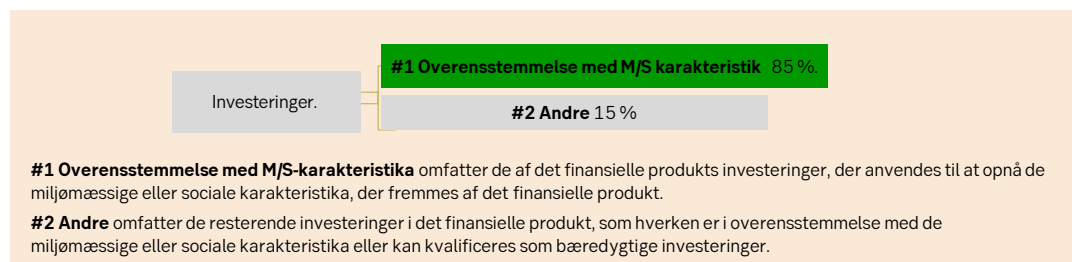 #1 Overensstemmelse med M/S karakteristik 85 %.
Investeringer.
#2 Andre 15 %
#1 Overensstemmelse med M/S-karakteristika omfatter de af det finansielle produkts investeringer, der anvendes til at opnå de
miljømæssige eller sociale karakteristika, der fremmes af det finansielle produkt.
#2 Andre omfatter de resterende investeringer i det finansielle produkt, som hverken er i overensstemmelse med de
miljømæssige eller sociale karakteristika eller kan kvalificeres som bæredygtige investeringer.